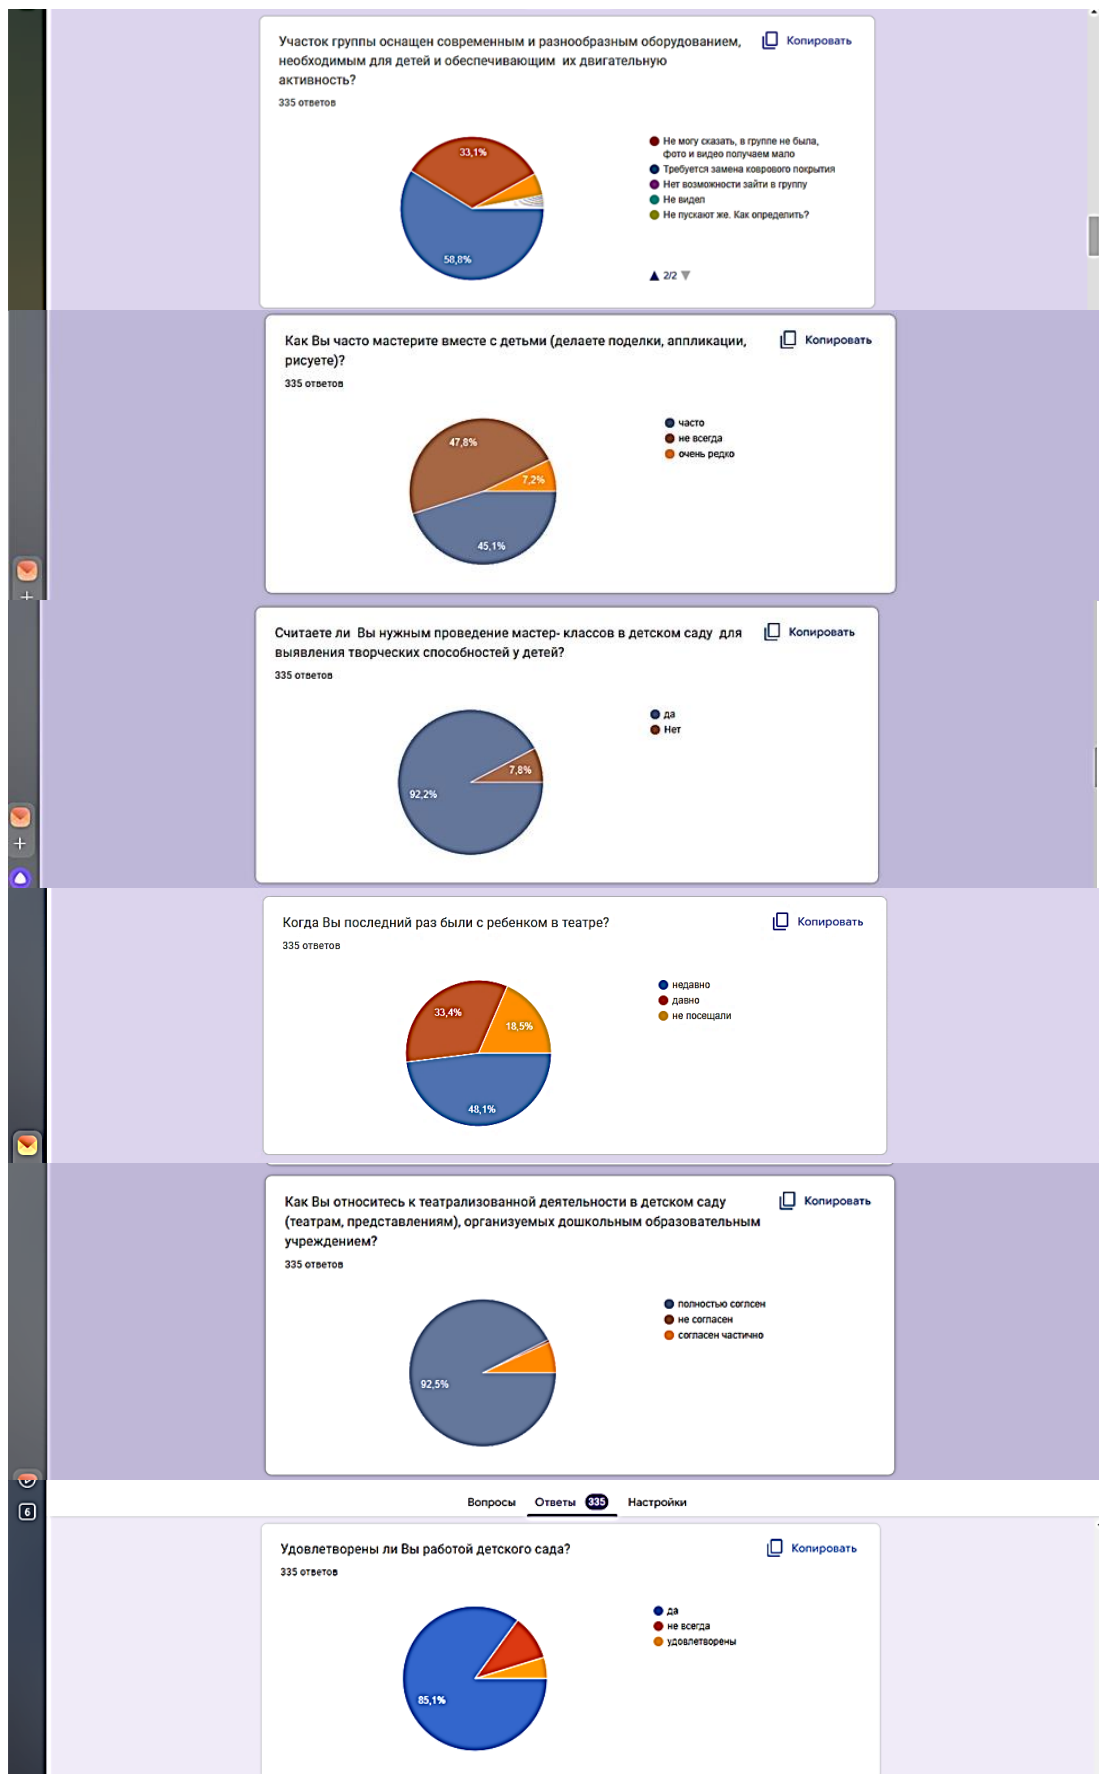 Участок группы оснащен современным и разнообразным оборудованием,
необходимым для детей и обеспечивающим их двигательную
активность?
Копировать
335 ответов
33,1%
58,8%
Не могу сказать, в группе не была,
фото и видео получаем мало
Требуется замена коврового покрытия
Нет возможности зайти в группу
Не видел
Не пускают же. Как определить?
2/2
Как Вы часто мастерите вместе с детьми (делаете поделки, аппликации,
рисуете)?
Копировать
335 ответов
47,8%
7,2%
45,1%
часто
не всегда
очень редко
Считаете ли Вы нужным проведение мастер- классов в детском саду для
выявления творческих способностей у детей?
Копировать
335 ответов
7,8%
92,2%
да
Нет
Когда Вы последний раз были с ребенком в театре?
Копировать
335 ответов
33,4%
18,5%
48,1%
недавно
давно
не посещали
Как Вы относитесь к театрализованной деятельности в детском саду
(театрам, представлениям), организуемых дошкольным образовательным
учреждением?
Копировать
335 ответов
92,5%
полностью соглсен
не согласен
согласен частично
6
Вопросы Ответы 335 Настройки
Удовлетворены ли Вы работой детского сада?
Копировать
335 ответов
85,1%
да
не всегда
удовлетворены